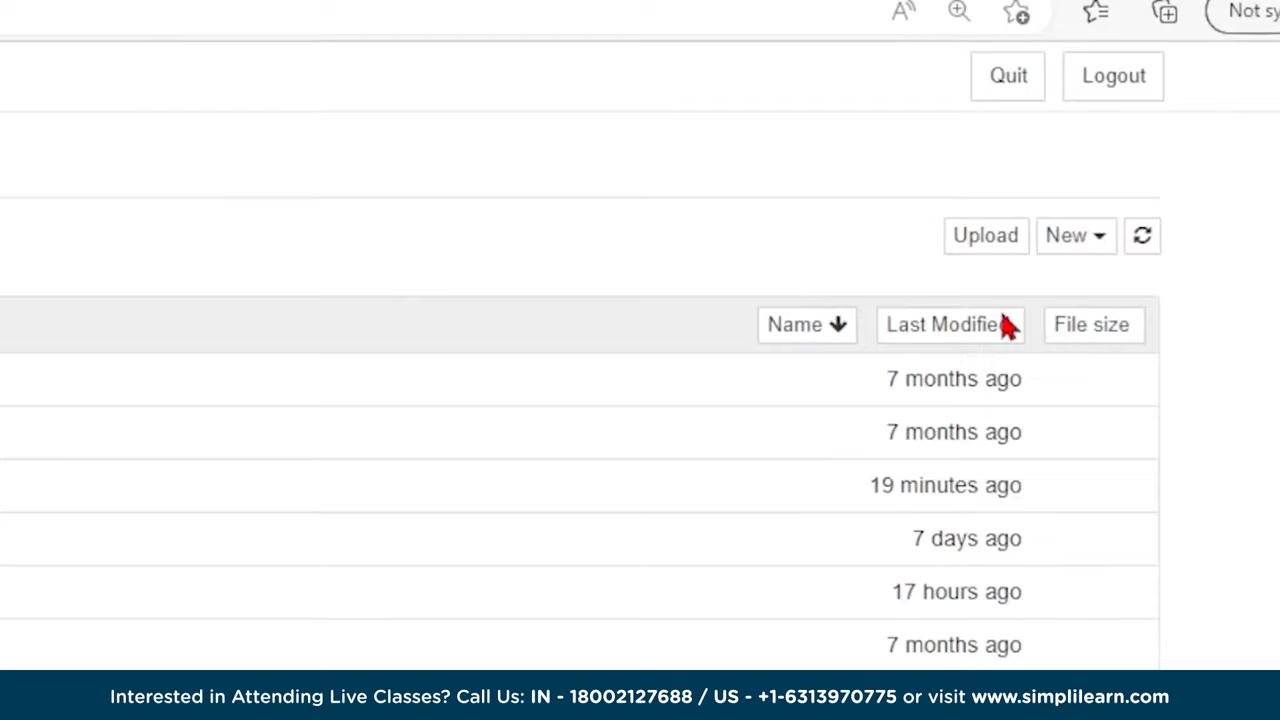 Not sy
Quit Logout
Upload New
Name Last Modifie File size
7 months ago
7 months ago
19 minutes ago
7 days ago
17 hours ago
7 months ago
Interested in Attending Live Classes? Call Us: IN - 18002127688 / US - +1-6313970775 or visit www.simplilearn.com